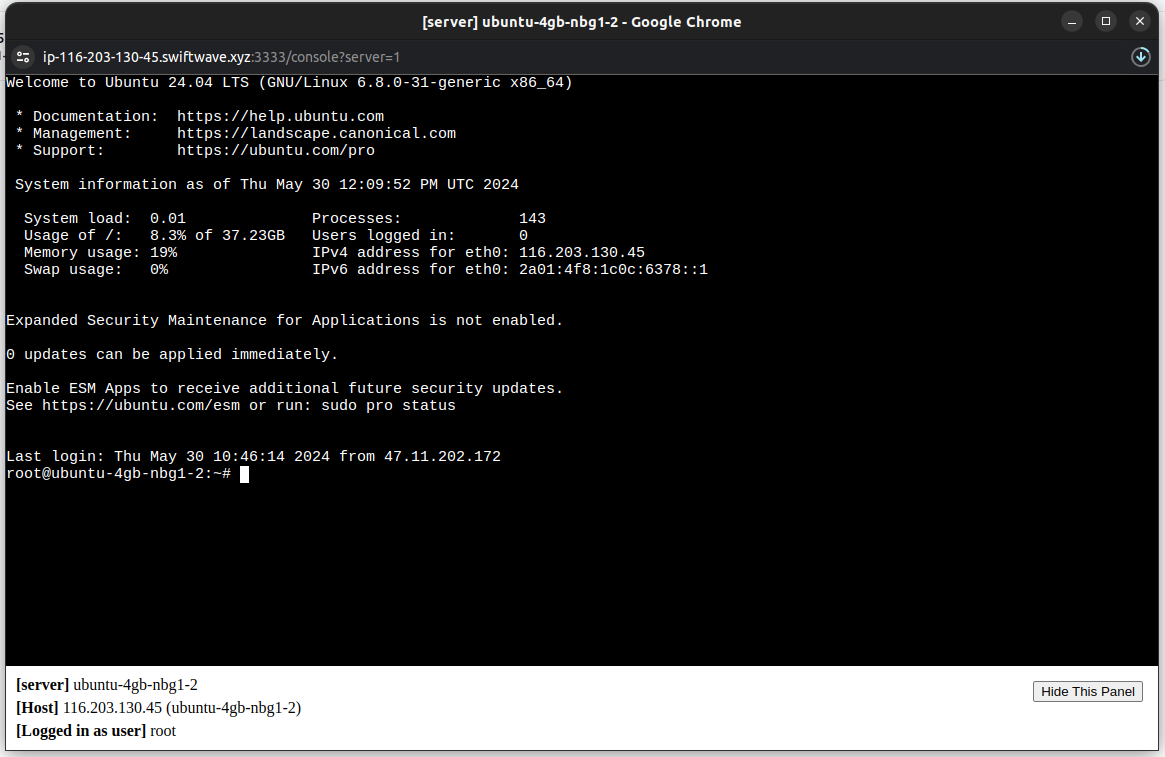 [server] ubuntu-4gb-nbg1-2 - Google Chrome
ip-116-203-130-45.swiftwave.xyz:3333/console?server=1
Welcome to Ubuntu 24.04 LTS (GNU/Linux 6.8.0-31-generic x86_64)
* Documentation:  https://help.ubuntu.com
* Management:     https://landscape.canonical.com
* Support:        https://ubuntu.com/pro
System information as of Thu May 30 12:09:52 PM UTC 2024
System load:  0.01              Processes:             143
Usage of /:   8.3% of 37.23GB   Users logged in:       0
Memory usage: 19%               IPv4 address for eth0: 116.203.130.45
Swap usage:   0%                IPv6 address for eth0: 2a01:4f8:1c0c:6378::1
Expanded Security Maintenance for Applications is not enabled.
0 updates can be applied immediately.
Enable ESM Apps to receive additional future security updates.
See https://ubuntu.com/esm or run: sudo pro status
Last login: Thu May 30 10:46:14 2024 from 47.11.202.172
root@ubuntu-4gb-nbg1-2:~#
[server] ubuntu-4gb-nbg1-2
Hide This Panel
[Host] 116.203.130.45 (ubuntu-4gb-nbg1-2)
[Logged in as user] root